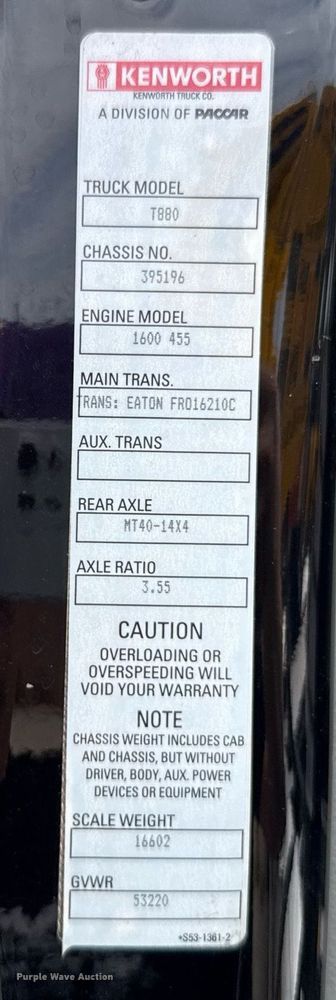 KENWORTH
KENWORTH TRUCK CO.
A DIVISION OF PACCAR
TRUCK MODEL
T880
CHASSIS NO.
395196
ENGINE MODEL
1600 455
MAIN TRANS.
TRANS: EATON FRO16210C
AUX. TRANS
REAR AXLE
MT40-14X4
AXLE RATIO
3.55
CAUTION
OVERLOADING OR
OVERSPEEDING WILL
VOID YOUR WARRANTY
NOTE
CHASSIS WEIGHT INCLUDES CAB
AND CHASSIS, BUT WITHOUT
DRIVER, BODY, AUX. POWER
DEVICES OR EQUIPMENT
SCALE WEIGHT
16602
GVWR
53220
*S53-1361-2
Purple Wave Auction